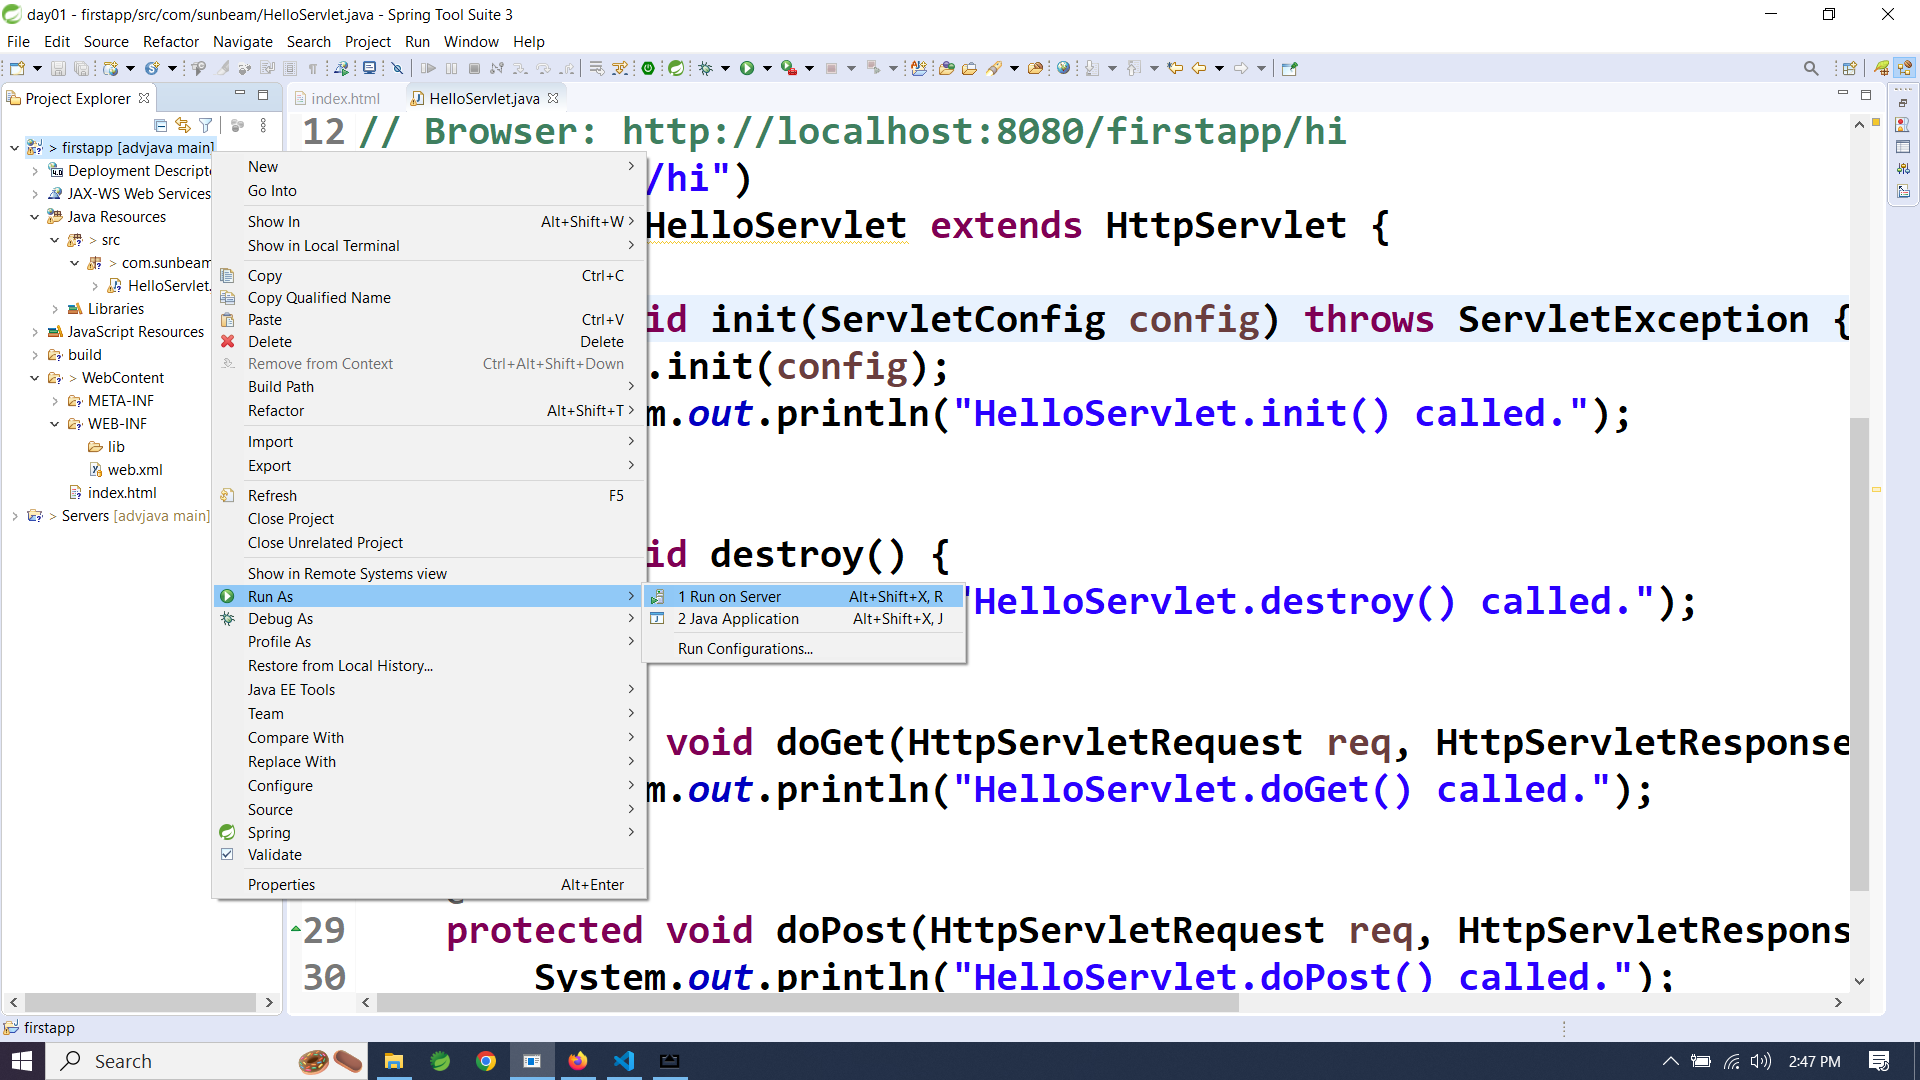 day01 - firstapp/src/com/sunbeam/HelloServlet.java - Spring Tool Suite 3
File Edit Source Refactor Navigate Search Project Run Window Help
Project Explorer
> firstapp [advjava main]
Deployment Descripto
JAX-WS Web Services
Java Resources
> src
> com.sunbeam
HelloServlet.
Libraries
JavaScript Resources
build
> WebContent
META-INF
WEB-INF
lib
web.xml
index.html
> Servers [advjava main]
New
Go Into
Show In Alt+Shift+W
Show in Local Terminal
Copy Ctrl+C
Copy Qualified Name
Paste Ctrl+V
Delete Delete
Remove from Context Ctrl+Alt+Shift+Down
Build Path
Refactor Alt+Shift+T
Import
Export
Refresh F5
Close Project
Close Unrelated Project
Show in Remote Systems view
Run As
Debug As
Profile As
Restore from Local History...
Java EE Tools
Team
Compare With
Replace With
Configure
Source
Spring
Validate
Properties Alt+Enter
1 Run on Server Alt+Shift+X, R
2 Java Application Alt+Shift+X, J
Run Configurations...
index.html HelloServlet.java
12 // Browser: http://localhost:8080/firstapp/hi
/hi")
HelloServlet extends HttpServlet {
id init(ServletConfig config) throws ServletException {
.init(config);
m.out.println("HelloServlet.init() called.");
id destroy() {
"HelloServlet.destroy() called.");
void doGet(HttpServletRequest req, HttpServletResponse
m.out.println("HelloServlet.doGet() called.");
29 protected void doPost(HttpServletRequest req, HttpServletRespons
30 System.out.println("HelloServlet.doPost() called.");
firstapp
Search
2:47 PM